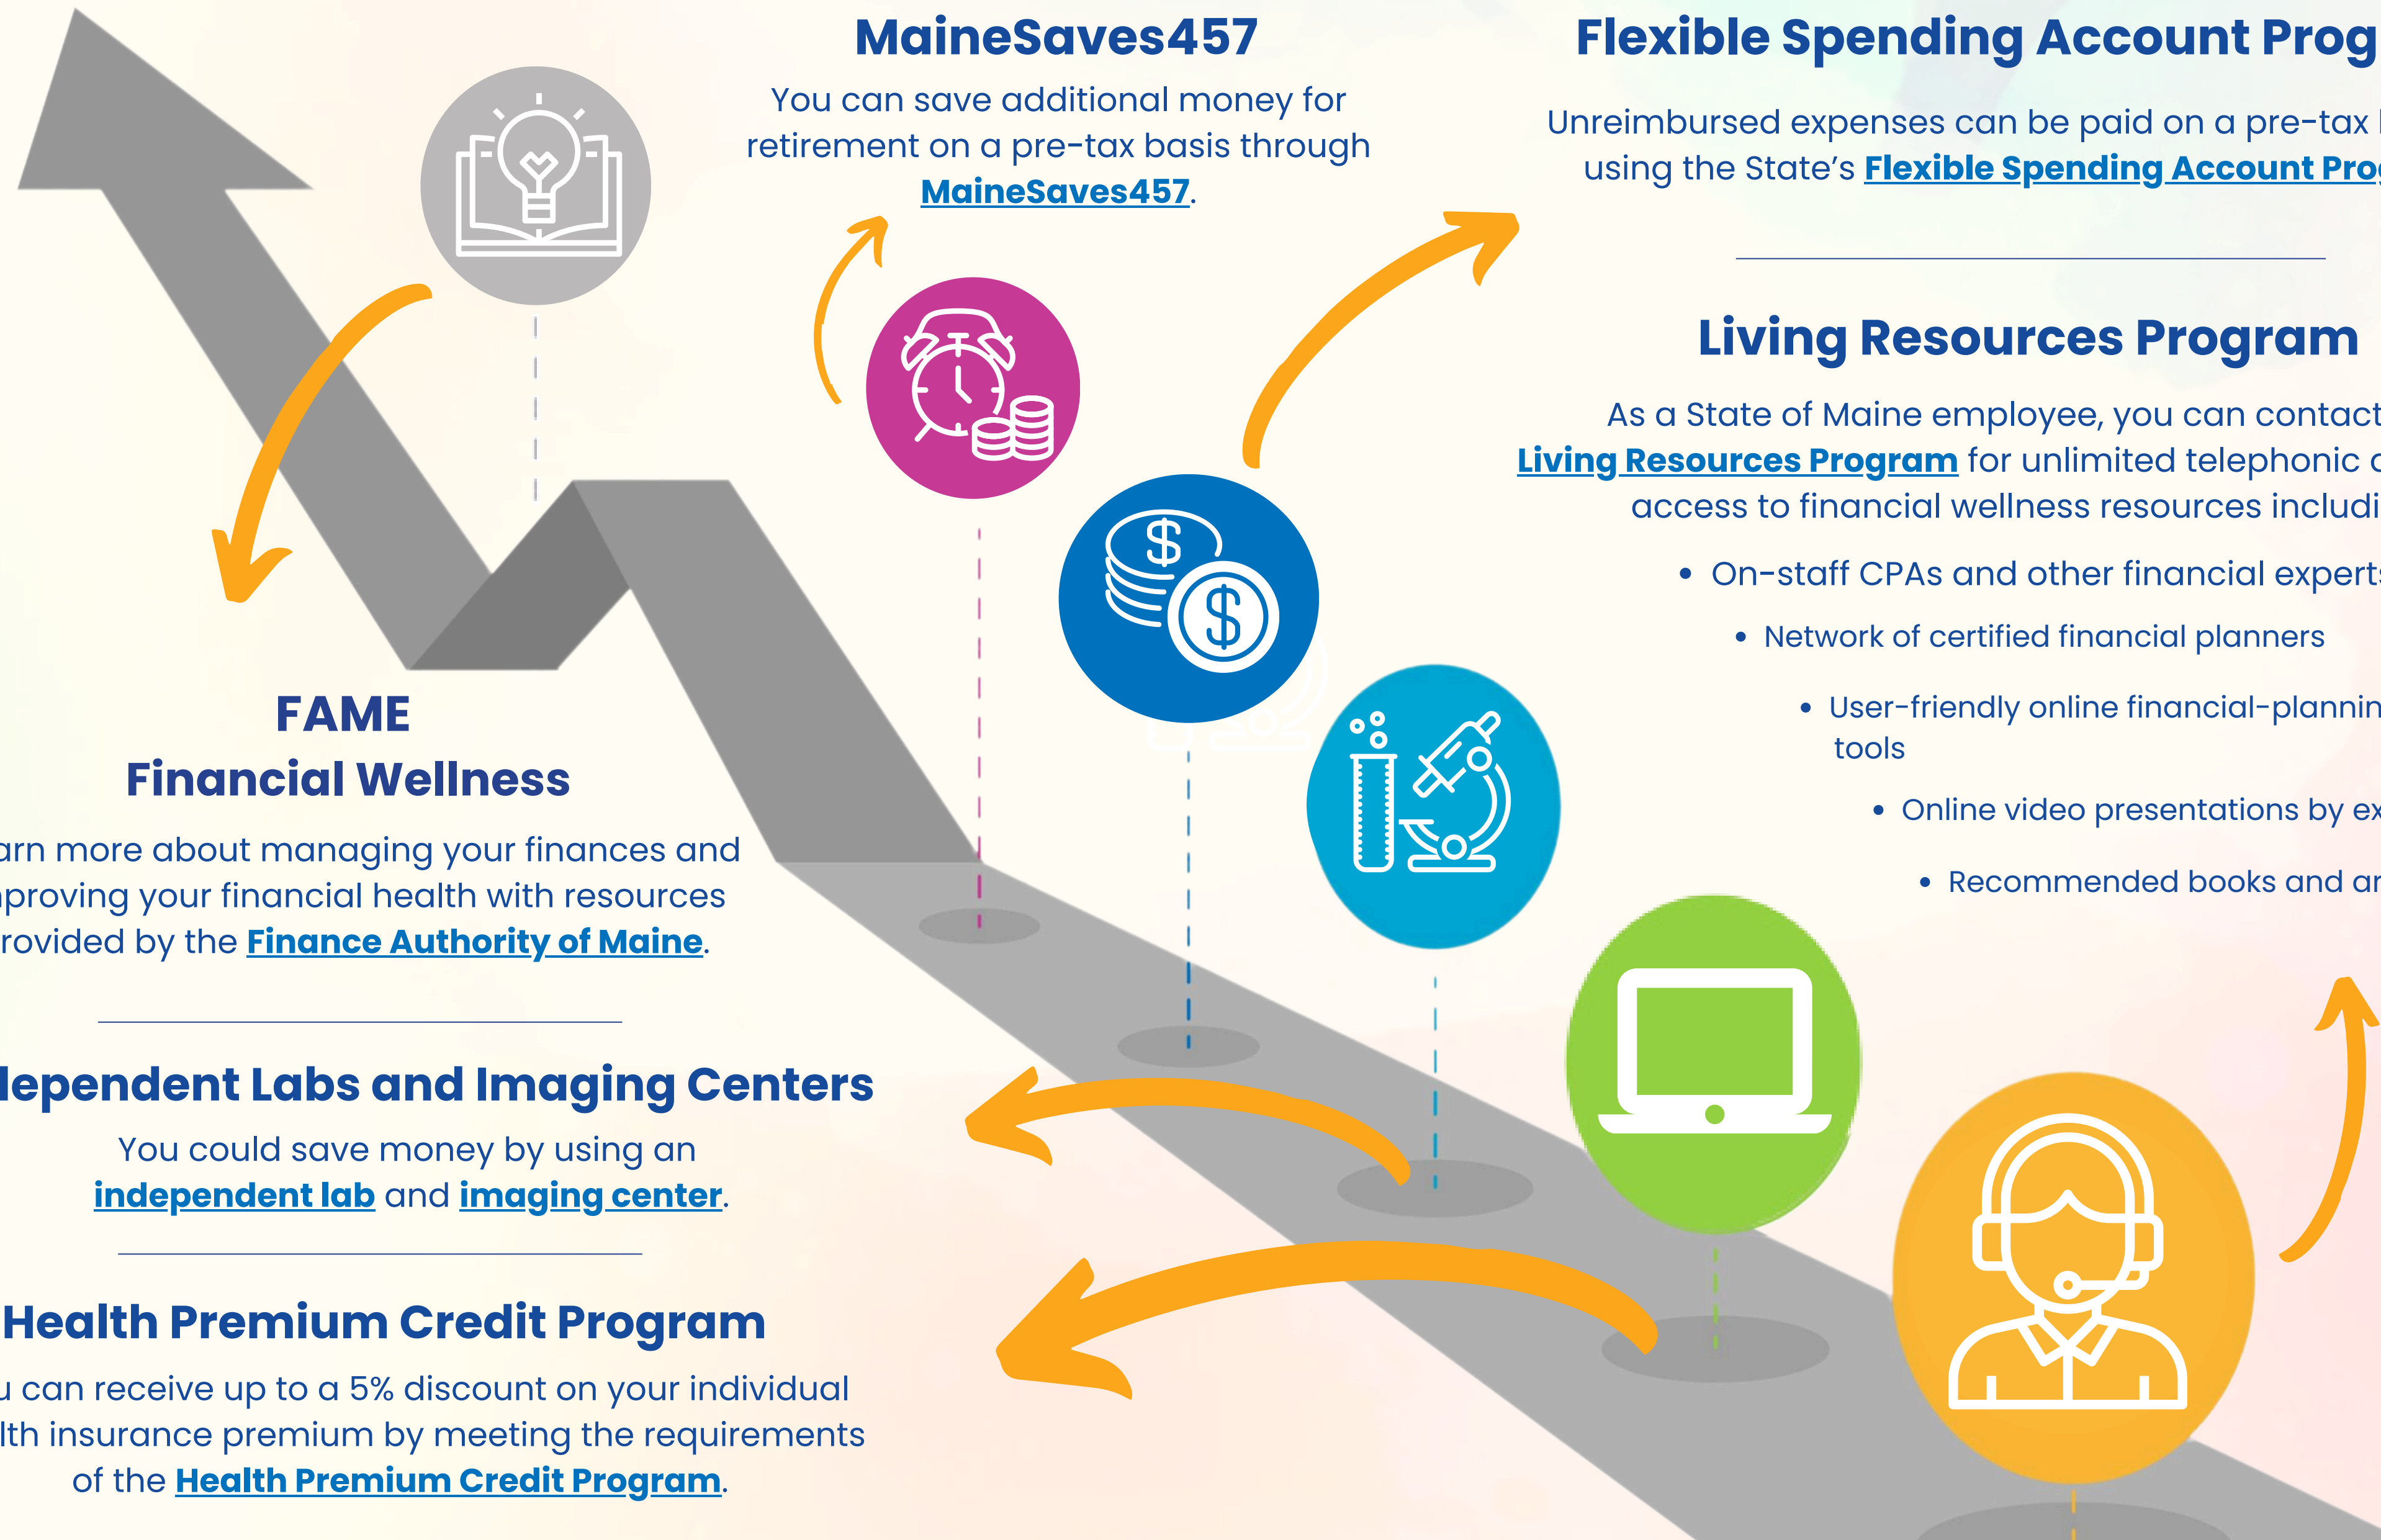 MaineSaves457
You can save additional money for
retirement on a pre-tax basis through
MaineSaves457.
Flexible Spending Account Prog
Unreimbursed expenses can be paid on a pre-tax
using the State's Flexible Spending Account Prog
Living Resources Program
As a State of Maine employee, you can contact
Living Resources Program for unlimited telephonic
access to financial wellness resources includi
• On-staff CPAs and other financial experts
• Network of certified financial planners
• User-friendly online financial-plannin
tools
• Online video presentations by ex
• Recommended books and ar
FAME
Financial Wellness
arn more about managing your finances and
proving your financial health with resources
rovided by the Finance Authority of Maine.
dependent Labs and Imaging Centers
You could save money by using an
independent lab and imaging center.
Health Premium Credit Program
u can receive up to a 5% discount on your individual
lth insurance premium by meeting the requirements
of the Health Premium Credit Program.
$
$